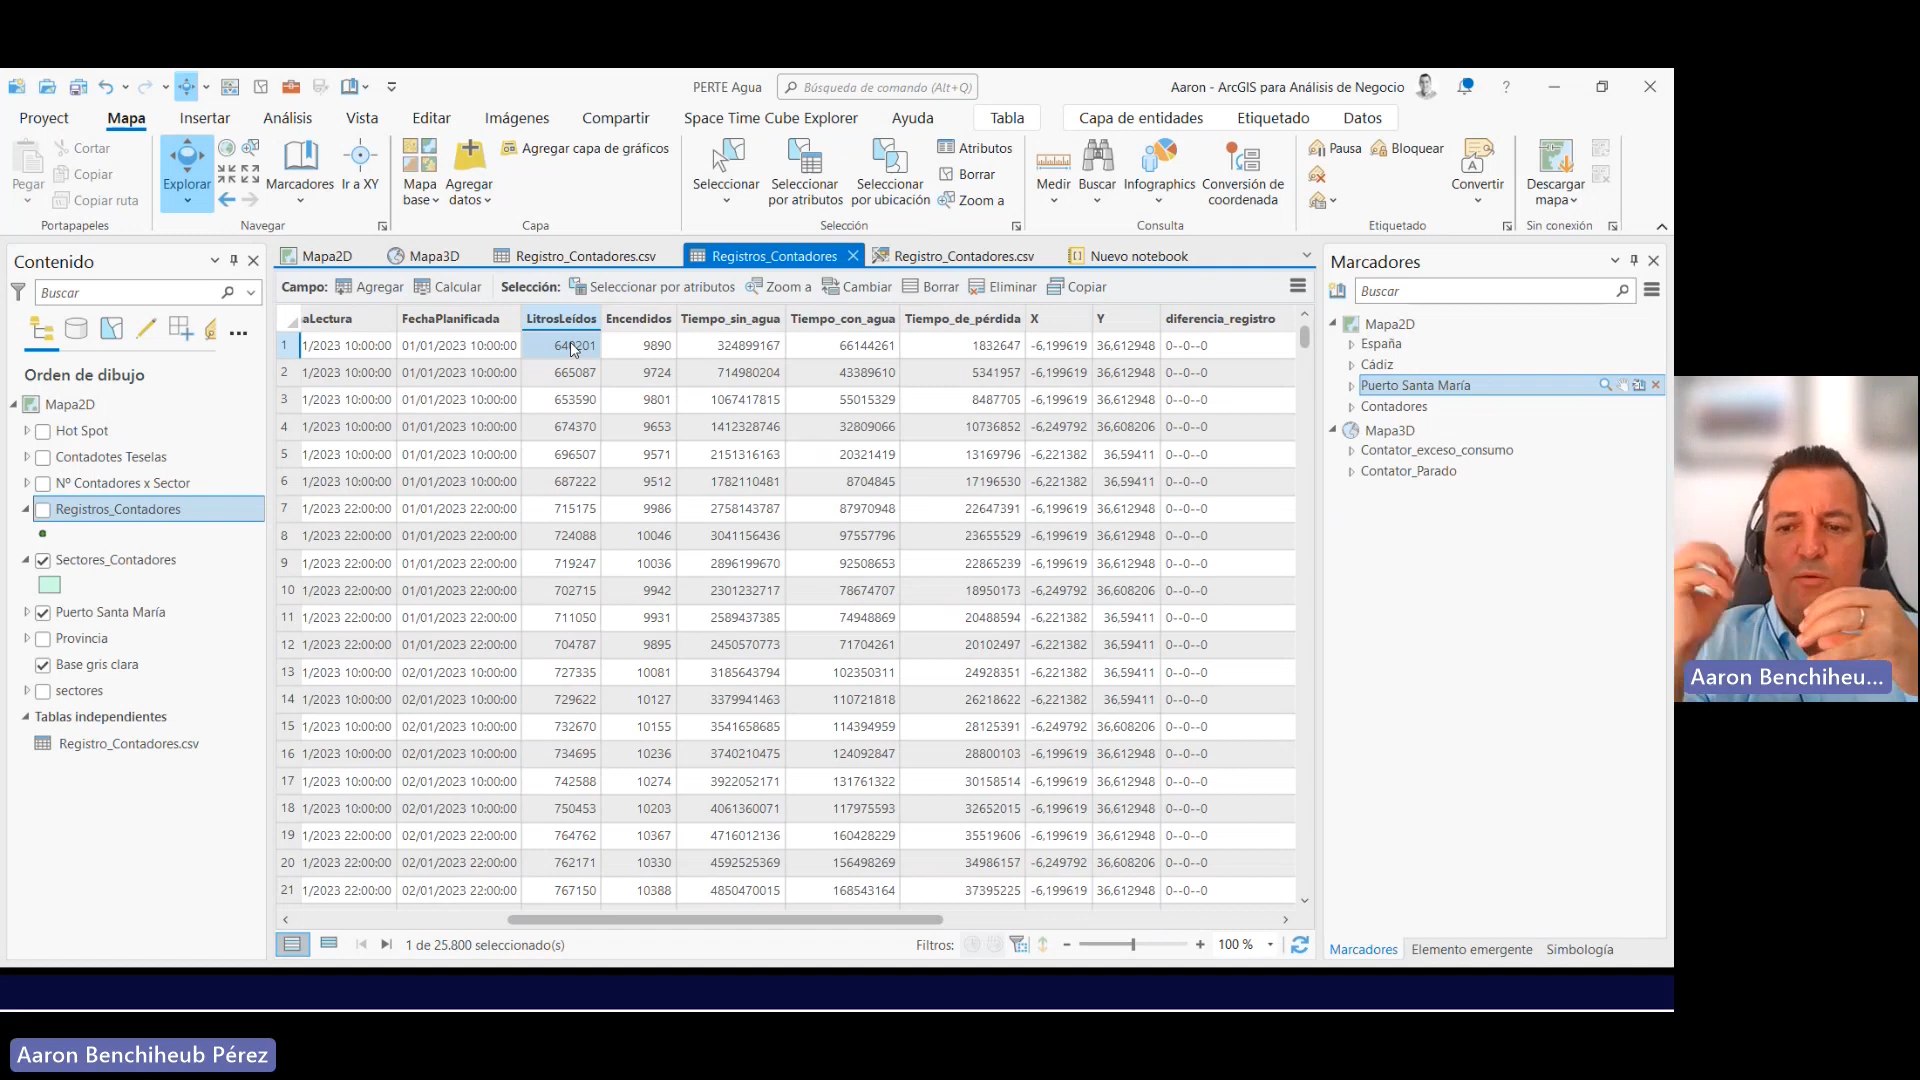 PERTE Agua
Búsqueda de comando (Alt+Q)
Aaron - ArcGIS para Análisis de Negocio
?
Proyect Mapa Insertar Análisis Vista Editar Imágenes Compartir Space Time Cube Explorer Ayuda Tabla Capa de entidades Etiquetado Datos
Pegar
Cortar
Copiar
Copiar ruta
Portapapeles
Explorar
Marcadores
Ir a XY
Navegar
Mapa base
Agregar datos
Agregar capa de gráficos
Capa
Seleccionar
Seleccionar por atributos
Seleccionar por ubicación
Atributos
Borrar
Zoom a
Selección
Medir
Buscar
Infographics
Conversión de coordenada
Consulta
Pausa
Bloquear
Convertir
Etiquetado
Descargar mapa
Sin conexión
Contenido
Buscar
Orden de dibujo
Mapa2D
Hot Spot
Contadotes Teselas
Nº Contadores x Sector
Registros_Contadores
Sectores_Contadores
Puerto Santa María
Provincia
Base gris clara
sectores
Tablas independientes
Registro_Contadores.csv
Mapa2D Mapa3D Registro_Contadores.csv Registros_Contadores Registro_Contadores.csv Nuevo notebook
Campo: Agregar Calcular Selección: Seleccionar por atributos Zoom a Cambiar Borrar Eliminar Copiar
aLectura FechaPlanificada LitrosLeídos Encendidos Tiempo_sin_agua Tiempo_con_agua Tiempo_de_pérdida X Y diferencia_registro
1 1/2023 10:00:00 01/01/2023 10:00:00 9890 324899167 66144261 1832647 -6,199619 36,612948 0--0--0
2 1/2023 10:00:00 01/01/2023 10:00:00 665087 9724 714980204 43389610 5341957 -6,199619 36,612948 0--0--0
3 1/2023 10:00:00 01/01/2023 10:00:00 653590 9801 1067417815 55015329 8487705 -6,199619 36,612948 0--0--0
4 1/2023 10:00:00 01/01/2023 10:00:00 674370 9653 1412328746 32809066 10736852 -6,249792 36,608206 0--0--0
5 1/2023 10:00:00 01/01/2023 10:00:00 696507 9571 2151316163 20321419 13169796 -6,221382 36,59411 0--0--0
6 1/2023 10:00:00 01/01/2023 10:00:00 687222 9512 1782110481 8704845 17196530 -6,221382 36,59411 0--0--0
7 1/2023 22:00:00 01/01/2023 22:00:00 715175 9986 2758143787 87970948 22647391 -6,199619 36,612948 0--0--0
8 1/2023 22:00:00 01/01/2023 22:00:00 724088 10046 3041156436 97557796 23655529 -6,199619 36,612948 0--0--0
9 1/2023 22:00:00 01/01/2023 22:00:00 719247 10036 2896199670 92508653 22865239 -6,199619 36,612948 0--0--0
10 1/2023 22:00:00 01/01/2023 22:00:00 702715 9942 2301232717 78674707 18950173 -6,249792 36,608206 0--0--0
11 1/2023 22:00:00 01/01/2023 22:00:00 711050 9931 2589437385 74948869 20488594 -6,221382 36,59411 0--0--0
12 1/2023 22:00:00 01/01/2023 22:00:00 704787 9895 2450570773 71704261 20102497 -6,221382 36,59411 0--0--0
13 1/2023 10:00:00 02/01/2023 10:00:00 727335 10081 3185643794 102350311 24928351 -6,221382 36,59411 0--0--0
14 1/2023 10:00:00 02/01/2023 10:00:00 729622 10127 3379941463 110721818 26218622 -6,221382 36,59411 0--0--0
15 1/2023 10:00:00 02/01/2023 10:00:00 732670 10155 3541658685 114394959 28125391 -6,249792 36,608206 0--0--0
16 1/2023 10:00:00 02/01/2023 10:00:00 734695 10236 3740210475 124092847 28800103 -6,199619 36,612948 0--0--0
17 1/2023 10:00:00 02/01/2023 10:00:00 742588 10274 3922052171 131761322 30158514 -6,199619 36,612948 0--0--0
18 1/2023 10:00:00 02/01/2023 10:00:00 750453 10203 4061360071 117975593 32652015 -6,199619 36,612948 0--0--0
19 1/2023 22:00:00 02/01/2023 22:00:00 764762 10367 4716012136 160428229 35519606 -6,199619 36,612948 0--0--0
20 1/2023 22:00:00 02/01/2023 22:00:00 762171 10330 4592525369 156498269 34986157 -6,249792 36,608206 0--0--0
21 1/2023 22:00:00 02/01/2023 22:00:00 767150 10388 4850470015 168543164 37395225 -6,199619 36,612948 0--0--0
1 de 25.800 seleccionado(s) Filtros: - + 100 %
Marcadores
Buscar
Mapa2D
España
Cádiz
Puerto Santa María
Contadores
Mapa3D
Contator_exceso_consumo
Contator_Parado
Marcadores Elemento emergente Simbología
Aaron Benchiheu...
Aaron Benchiheub Pérez